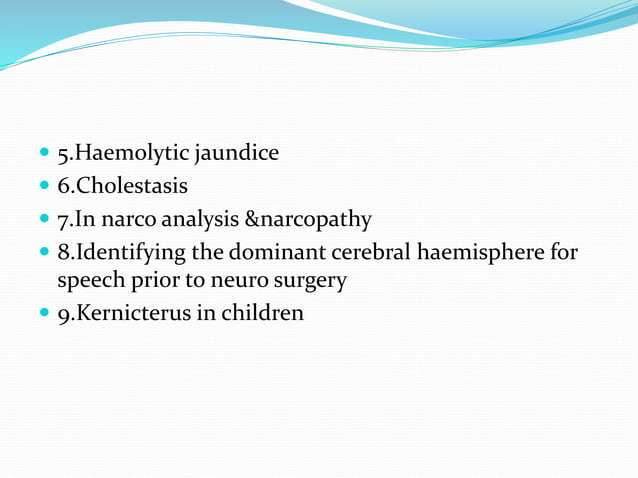 5.Haemolytic jaundice
6.Cholestasis
7.In narco analysis &narcopathy
8.Identifying the dominant cerebral haemisphere for
speech prior to neuro surgery
9.Kernicterus in children